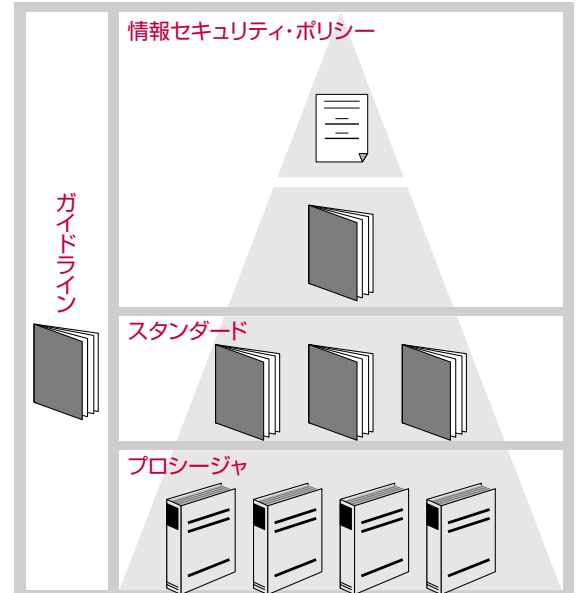 情報セキュリティ・ポリシー
ガイドライン
スタンダード
プロシージャ